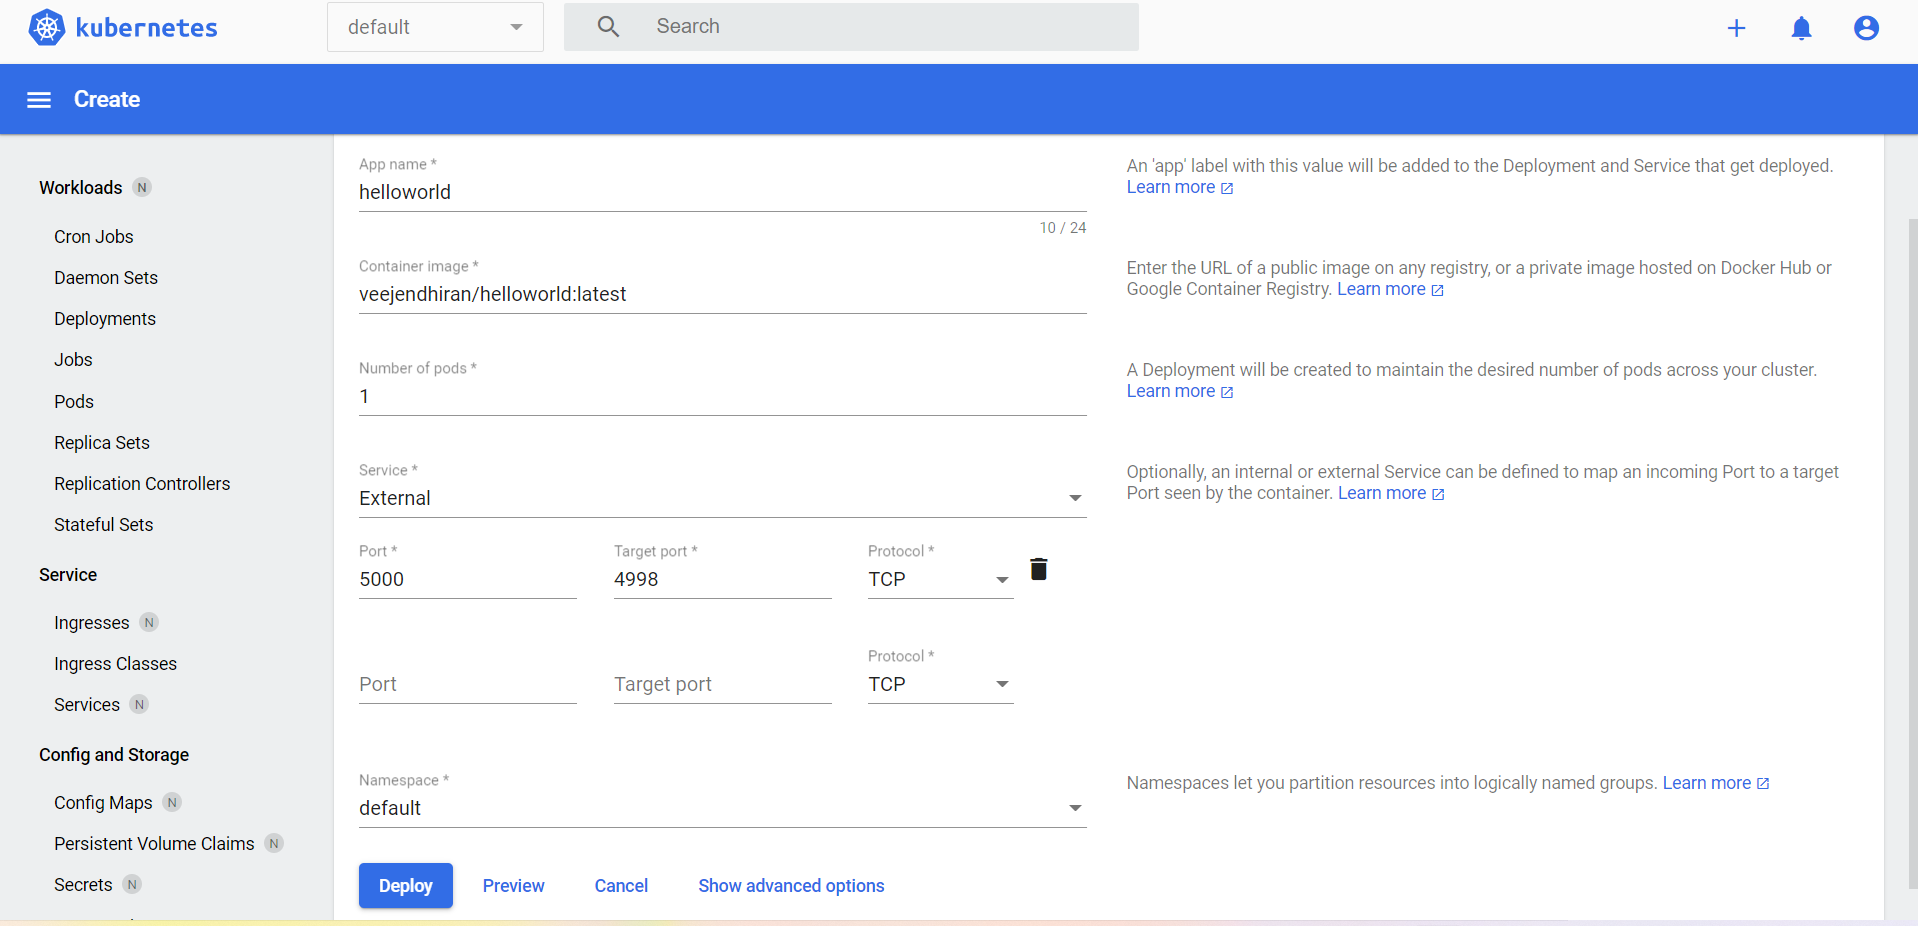 kubernetes
default
Search
Create
Workloads N
Cron Jobs
Daemon Sets
Deployments
Jobs
Pods
Replica Sets
Replication Controllers
Stateful Sets
Service
Ingresses N
Ingress Classes
Services N
Config and Storage
Config Maps N
Persistent Volume Claims N
Secrets N
App name *
helloworld
10 / 24
An 'app' label with this value will be added to the Deployment and Service that get deployed.
Learn more
Container image *
veejendhiran/helloworld:latest
Enter the URL of a public image on any registry, or a private image hosted on Docker Hub or
Google Container Registry. Learn more
Number of pods *
1
A Deployment will be created to maintain the desired number of pods across your cluster.
Learn more
Service *
External
Optionally, an internal or external Service can be defined to map an incoming Port to a target
Port seen by the container. Learn more
Port * Target port * Protocol *
5000 4998 TCP
Protocol *
Port Target port TCP
Namespace *
default
Namespaces let you partition resources into logically named groups. Learn more
Deploy Preview Cancel Show advanced options